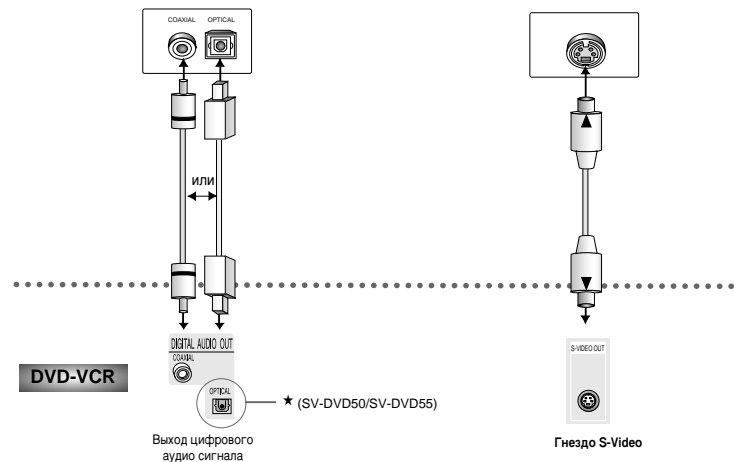 COAXIAL OPTICAL
или
DIGITAL AUDIO OUT
COAXIAL
S-VIDEO OUT
DVD-VCR
OPTICAL
★ (SV-DVD50/SV-DVD55)
Выход цифрового
аудио сигнала
Гнездо S-Video